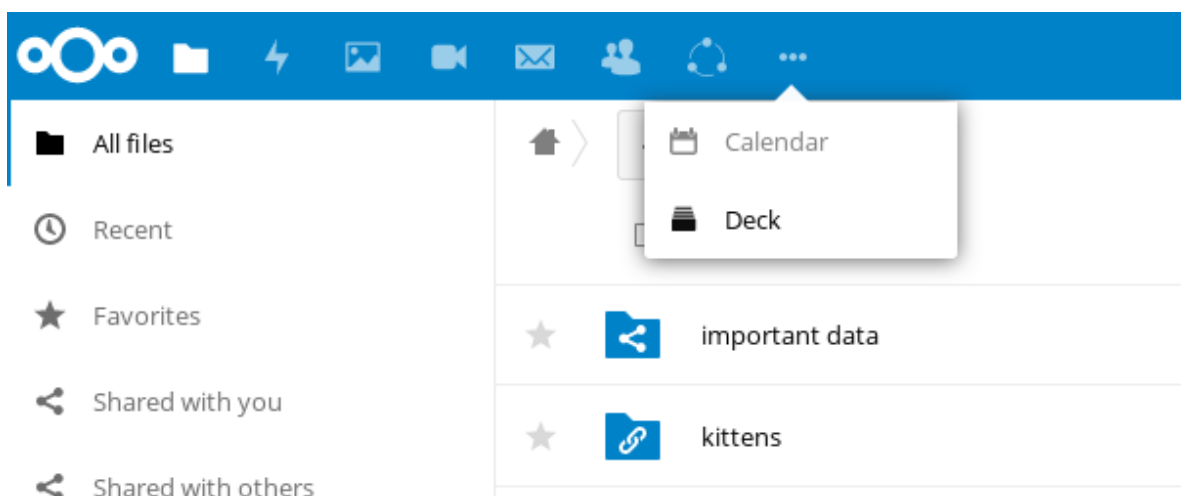 All files
Recent
Favorites
Shared with you
Shared with others
Calendar
Deck
important data
kittens